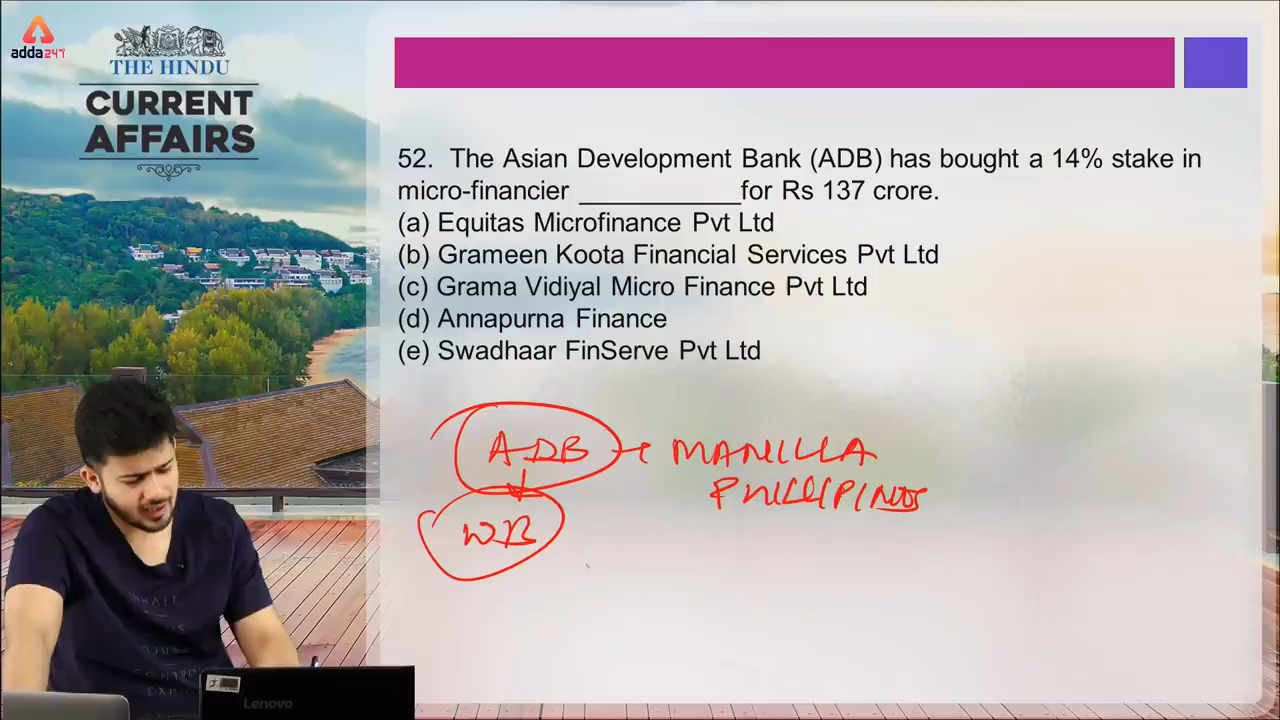 adda247
THE HINDU
CURRENT
AFFAIRS
52. The Asian Development Bank (ADB) has bought a 14% stake in
micro-financier ___________for Rs 137 crore.
(a) Equitas Microfinance Pvt Ltd
(b) Grameen Koota Financial Services Pvt Ltd
(c) Grama Vidiyal Micro Finance Pvt Ltd
(d) Annapurna Finance
(e) Swadhaar FinServe Pvt Ltd
ADB MANILLA
PHILLIPINES
WB
INHALE
Lenovo